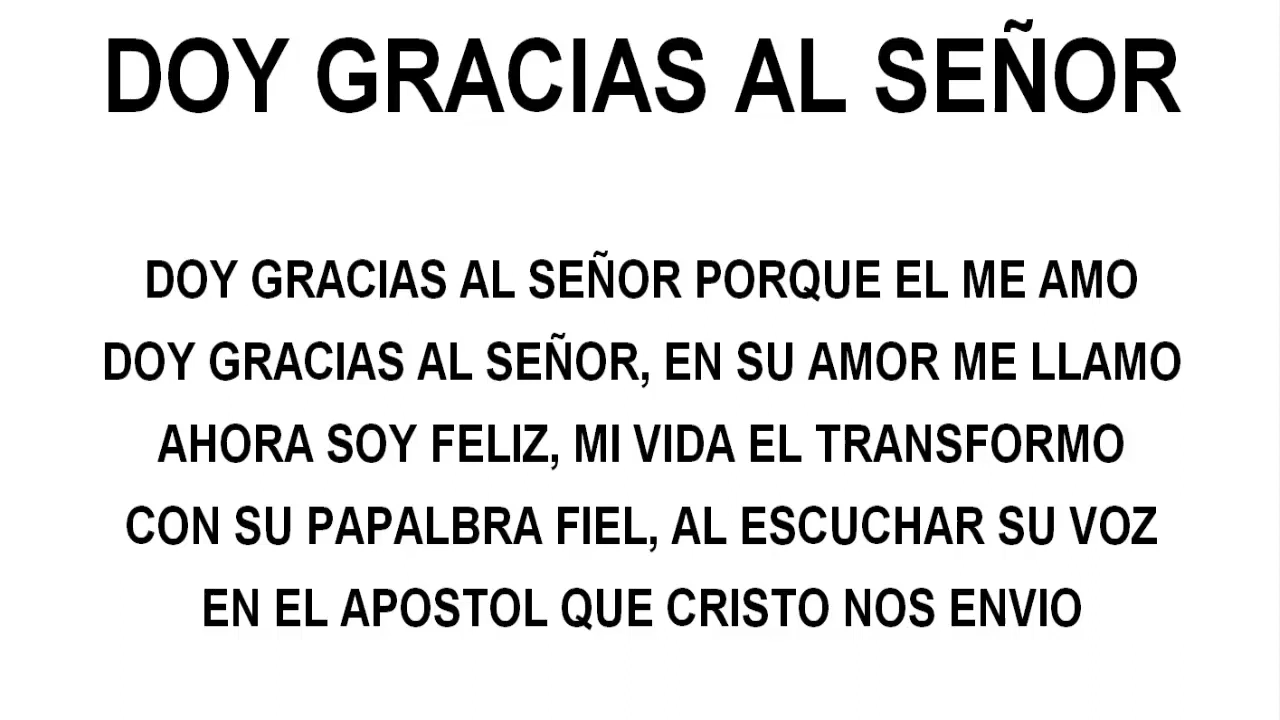 DOY GRACIAS AL SEÑOR
DOY GRACIAS AL SEÑOR PORQUE EL ME AMO
DOY GRACIAS AL SEÑOR, EN SU AMOR ME LLAMO
AHORA SOY FELIZ, MI VIDA EL TRANSFORMO
CON SU PAPALBRA FIEL, AL ESCUCHAR SU VOZ
EN EL APOSTOL QUE CRISTO NOS ENVIO